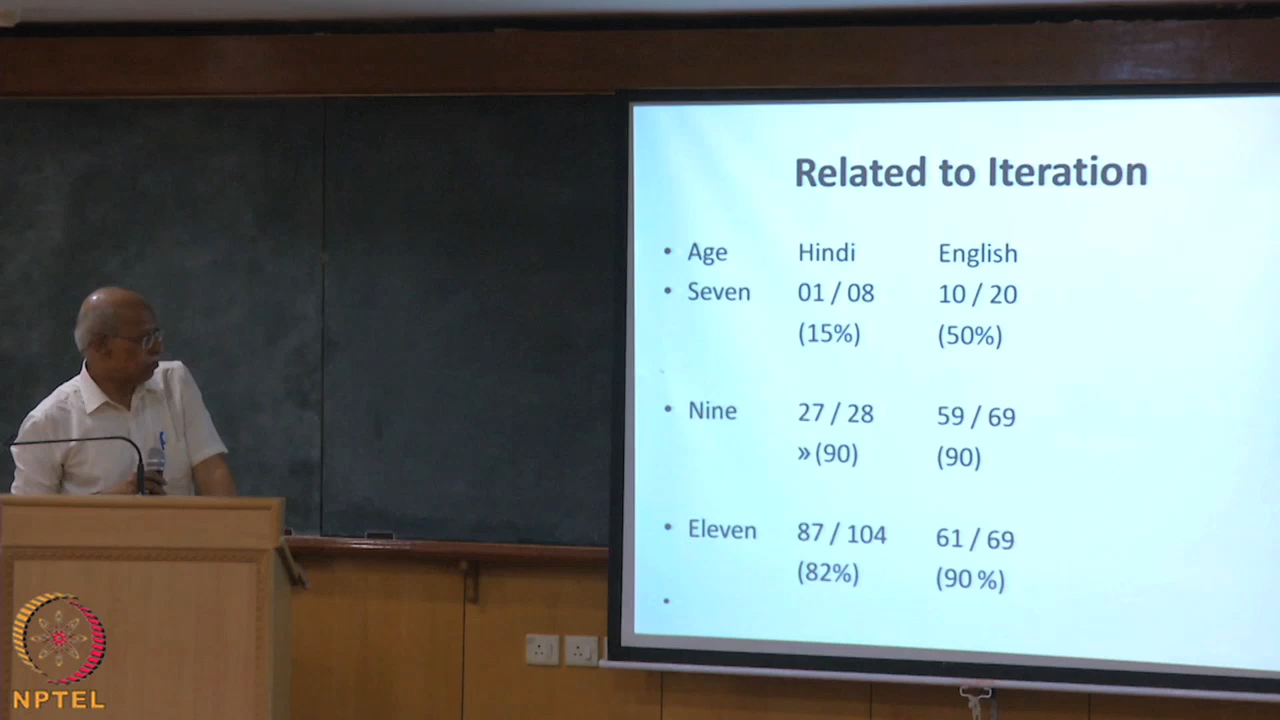 Related to Iteration
• Age Hindi English
• Seven 01 / 08 10 / 20
(15%) (50%)
• Nine 27 / 28 59 / 69
» (90) (90)
• Eleven 87 / 104 61 / 69
(82%) (90 %)
•
NPTEL